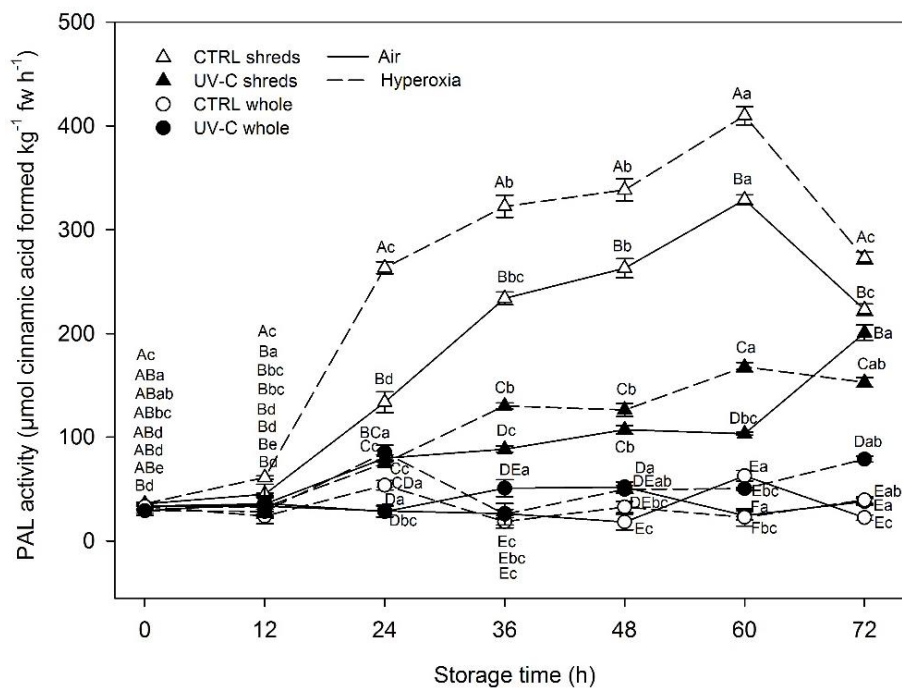 PAL activity (μmol cinnamic acid formed kg⁻¹ fw h⁻¹)
500
400
300
200
100
0
CTRL shreds
UV-C shreds
CTRL whole
UV-C whole
Air
Hyperoxia
Ac
ABa
ABab
ABbc
ABd
ABd
ABe
Bd
Ac
Ba
Bbc
Bbc
Bd
Bd
Be
Bd
Ac
Bd
BCa
Cc
Cc
CDa
Da
Dbc
Ab
Bbc
Cb
Dc
DEa
Ec
Ebc
Ec
Ab
Bb
Cb
Cb
Da
DEab
DEbc
Ec
Aa
Ba
Ca
Dbc
Ea
Ebc
Fa
Fbc
Ac
Bc
Ba
Cab
Dab
Eab
Ea
Ec
0
12
24
36
48
60
72
Storage time (h)